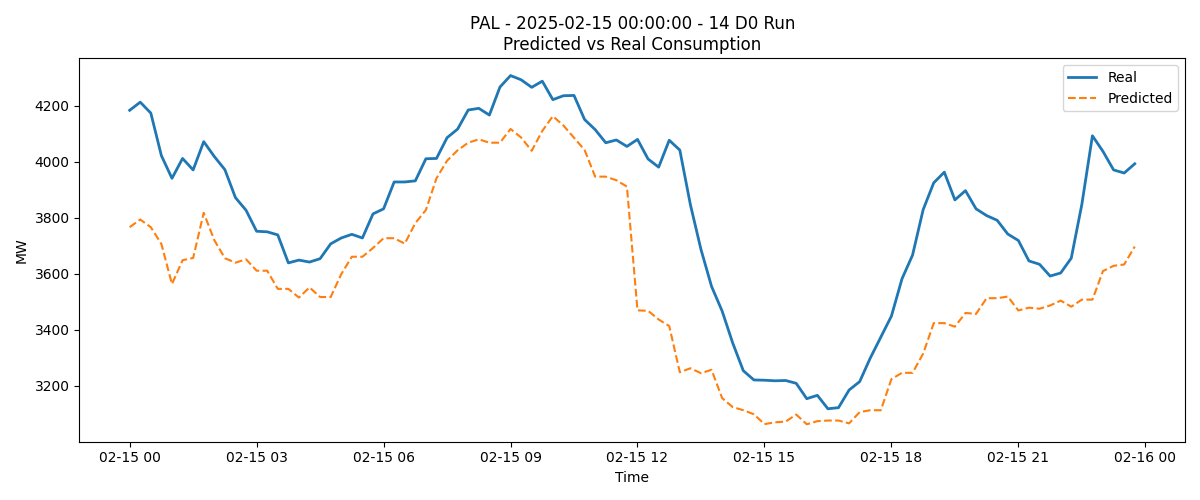 PAL - 2025-02-15 00:00:00 - 14 D0 Run
Predicted vs Real Consumption
Real
Predicted
MW
4200
4000
3800
3600
3400
3200
02-15 00
02-15 03
02-15 06
02-15 09
02-15 12
02-15 15
02-15 18
02-15 21
02-16 00
Time